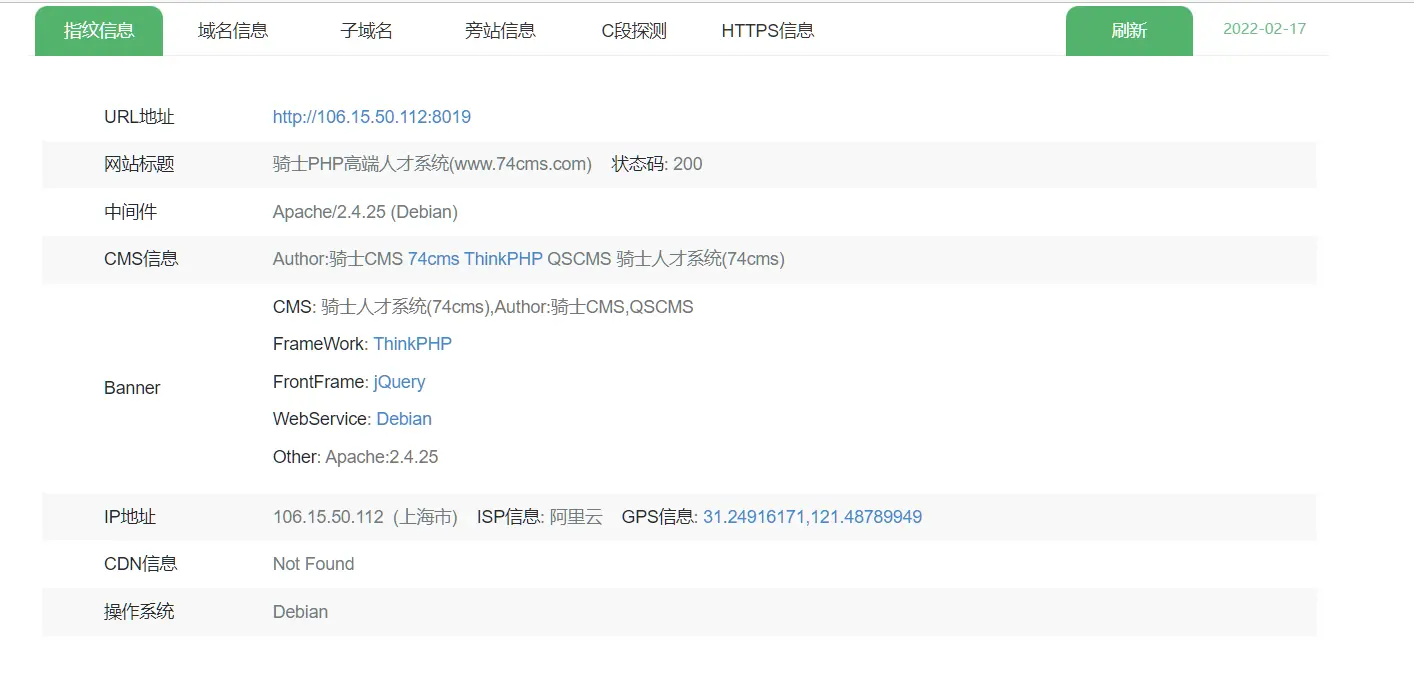 指纹信息 域名信息 子域名 旁站信息 C段探测 HTTPS信息 刷新 2022-02-17
URL地址 http://106.15.50.112:8019
网站标题 骑士PHP高端人才系统(www.74cms.com) 状态码: 200
中间件 Apache/2.4.25 (Debian)
CMS信息 Author:骑士CMS 74cms ThinkPHP QSCMS 骑士人才系统(74cms)
CMS: 骑士人才系统(74cms),Author:骑士CMS,QSCMS
FrameWork: ThinkPHP
FrontFrame: jQuery
Banner
WebService: Debian
Other: Apache:2.4.25
IP地址 106.15.50.112 (上海市) ISP信息: 阿里云 GPS信息: 31.24916171,121.48789949
CDN信息 Not Found
操作系统 Debian